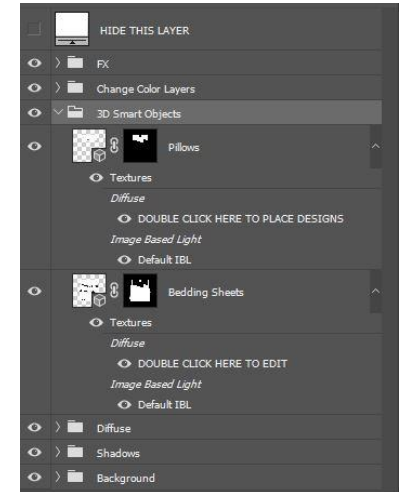 HIDE THIS LAYER
FX
Change Color Layers
3D Smart Objects
Pillows
Textures
Diffuse
DOUBLE CLICK HERE TO PLACE DESIGNS
Image Based Light
Default IBL
Bedding Sheets
Textures
Diffuse
DOUBLE CLICK HERE TO EDIT
Image Based Light
Default IBL
Diffuse
Shadows
Background